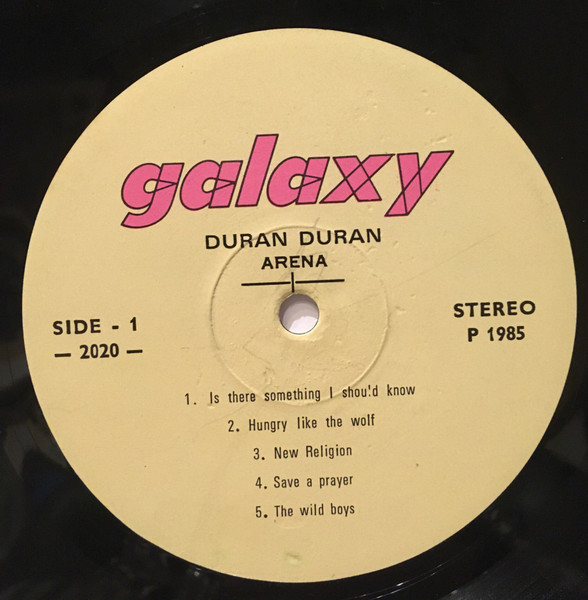 galaxy
DURAN DURAN
ARENA
SIDE - 1
— 2020 —
STEREO
P 1985
1. Is there something I shou'd know
2. Hungry like the wolf
3. New Religion
4. Save a prayer
5. The wild boys